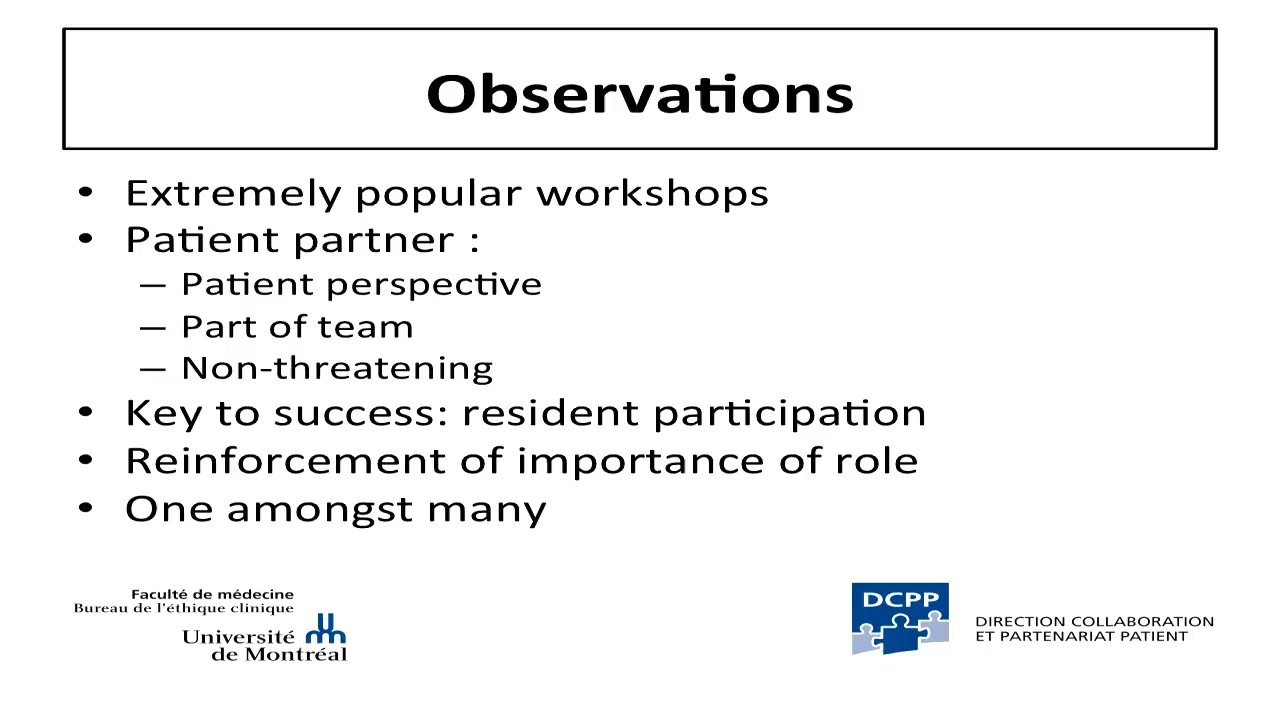 Observations
• Extremely popular workshops
• Patient partner :
— Patient perspective
— Part of team
— Non-threatening
• Key to success: resident participation
• Reinforcement of importance of role
• One amongst many
Faculté de médecine
Bureau de l'éthique clinique
Université
de Montréal
DCPP
DIRECTION COLLABORATION
ET PARTENARIAT PATIENT